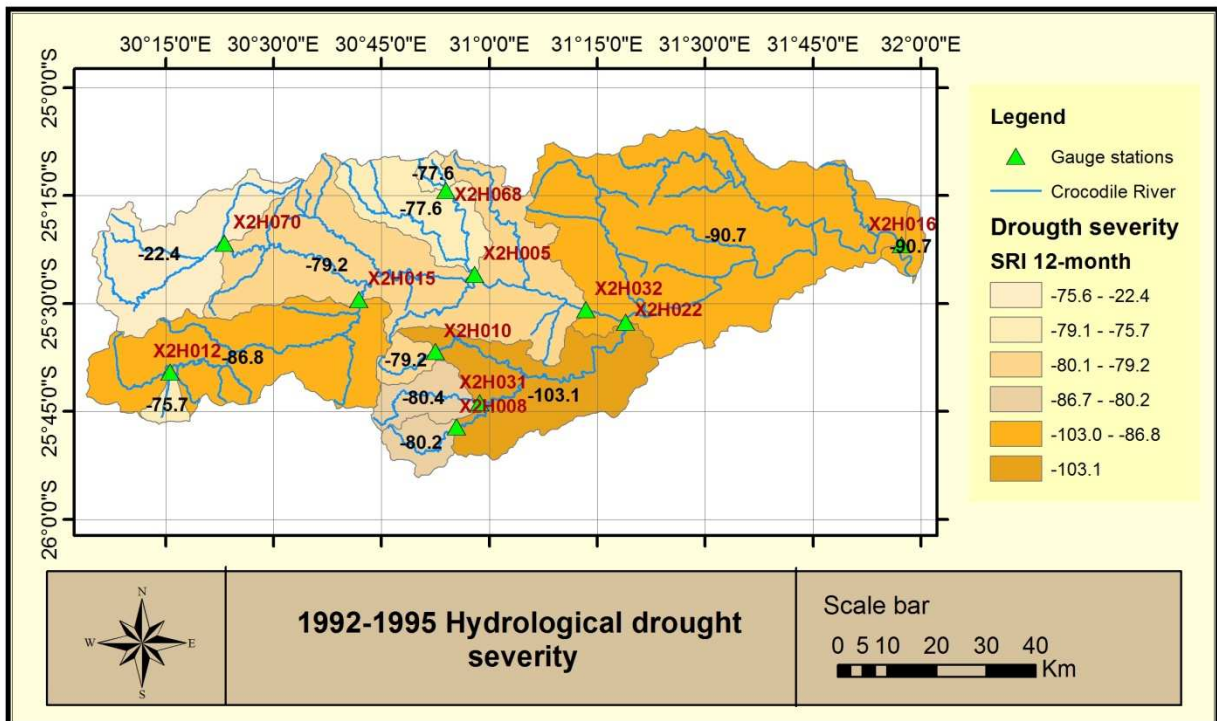 30°15'0"E 30°30'0"E 30°45'0"E 31°0'0"E 31°15'0"E 31°30'0"E 31°45'0"E 32°0'0"E
25°0'0"S
25°15'0"S
25°30'0"S
25°45'0"S
26°0'0"S
-77.6
X2H068
-77.6
X2H070
X2H016
-22.4
X2H005
-90.7
-90.7
-79.2
X2H015
X2H032
X2H022
X2H010
X2H012
-86.8
-79.2
X2H031
-75.7
-80.4
-103.1
X2H008
-80.2
Legend
Gauge stations
Crocodile River
Drougth severity
SRI 12-month
-75.6 - -22.4
-79.1 - -75.7
-80.1 - -79.2
-86.7 - -80.2
-103.0 - -86.8
-103.1
N
W E
S
1992-1995 Hydrological drought
severity
Scale bar
0 5 10 20 30 40
Km